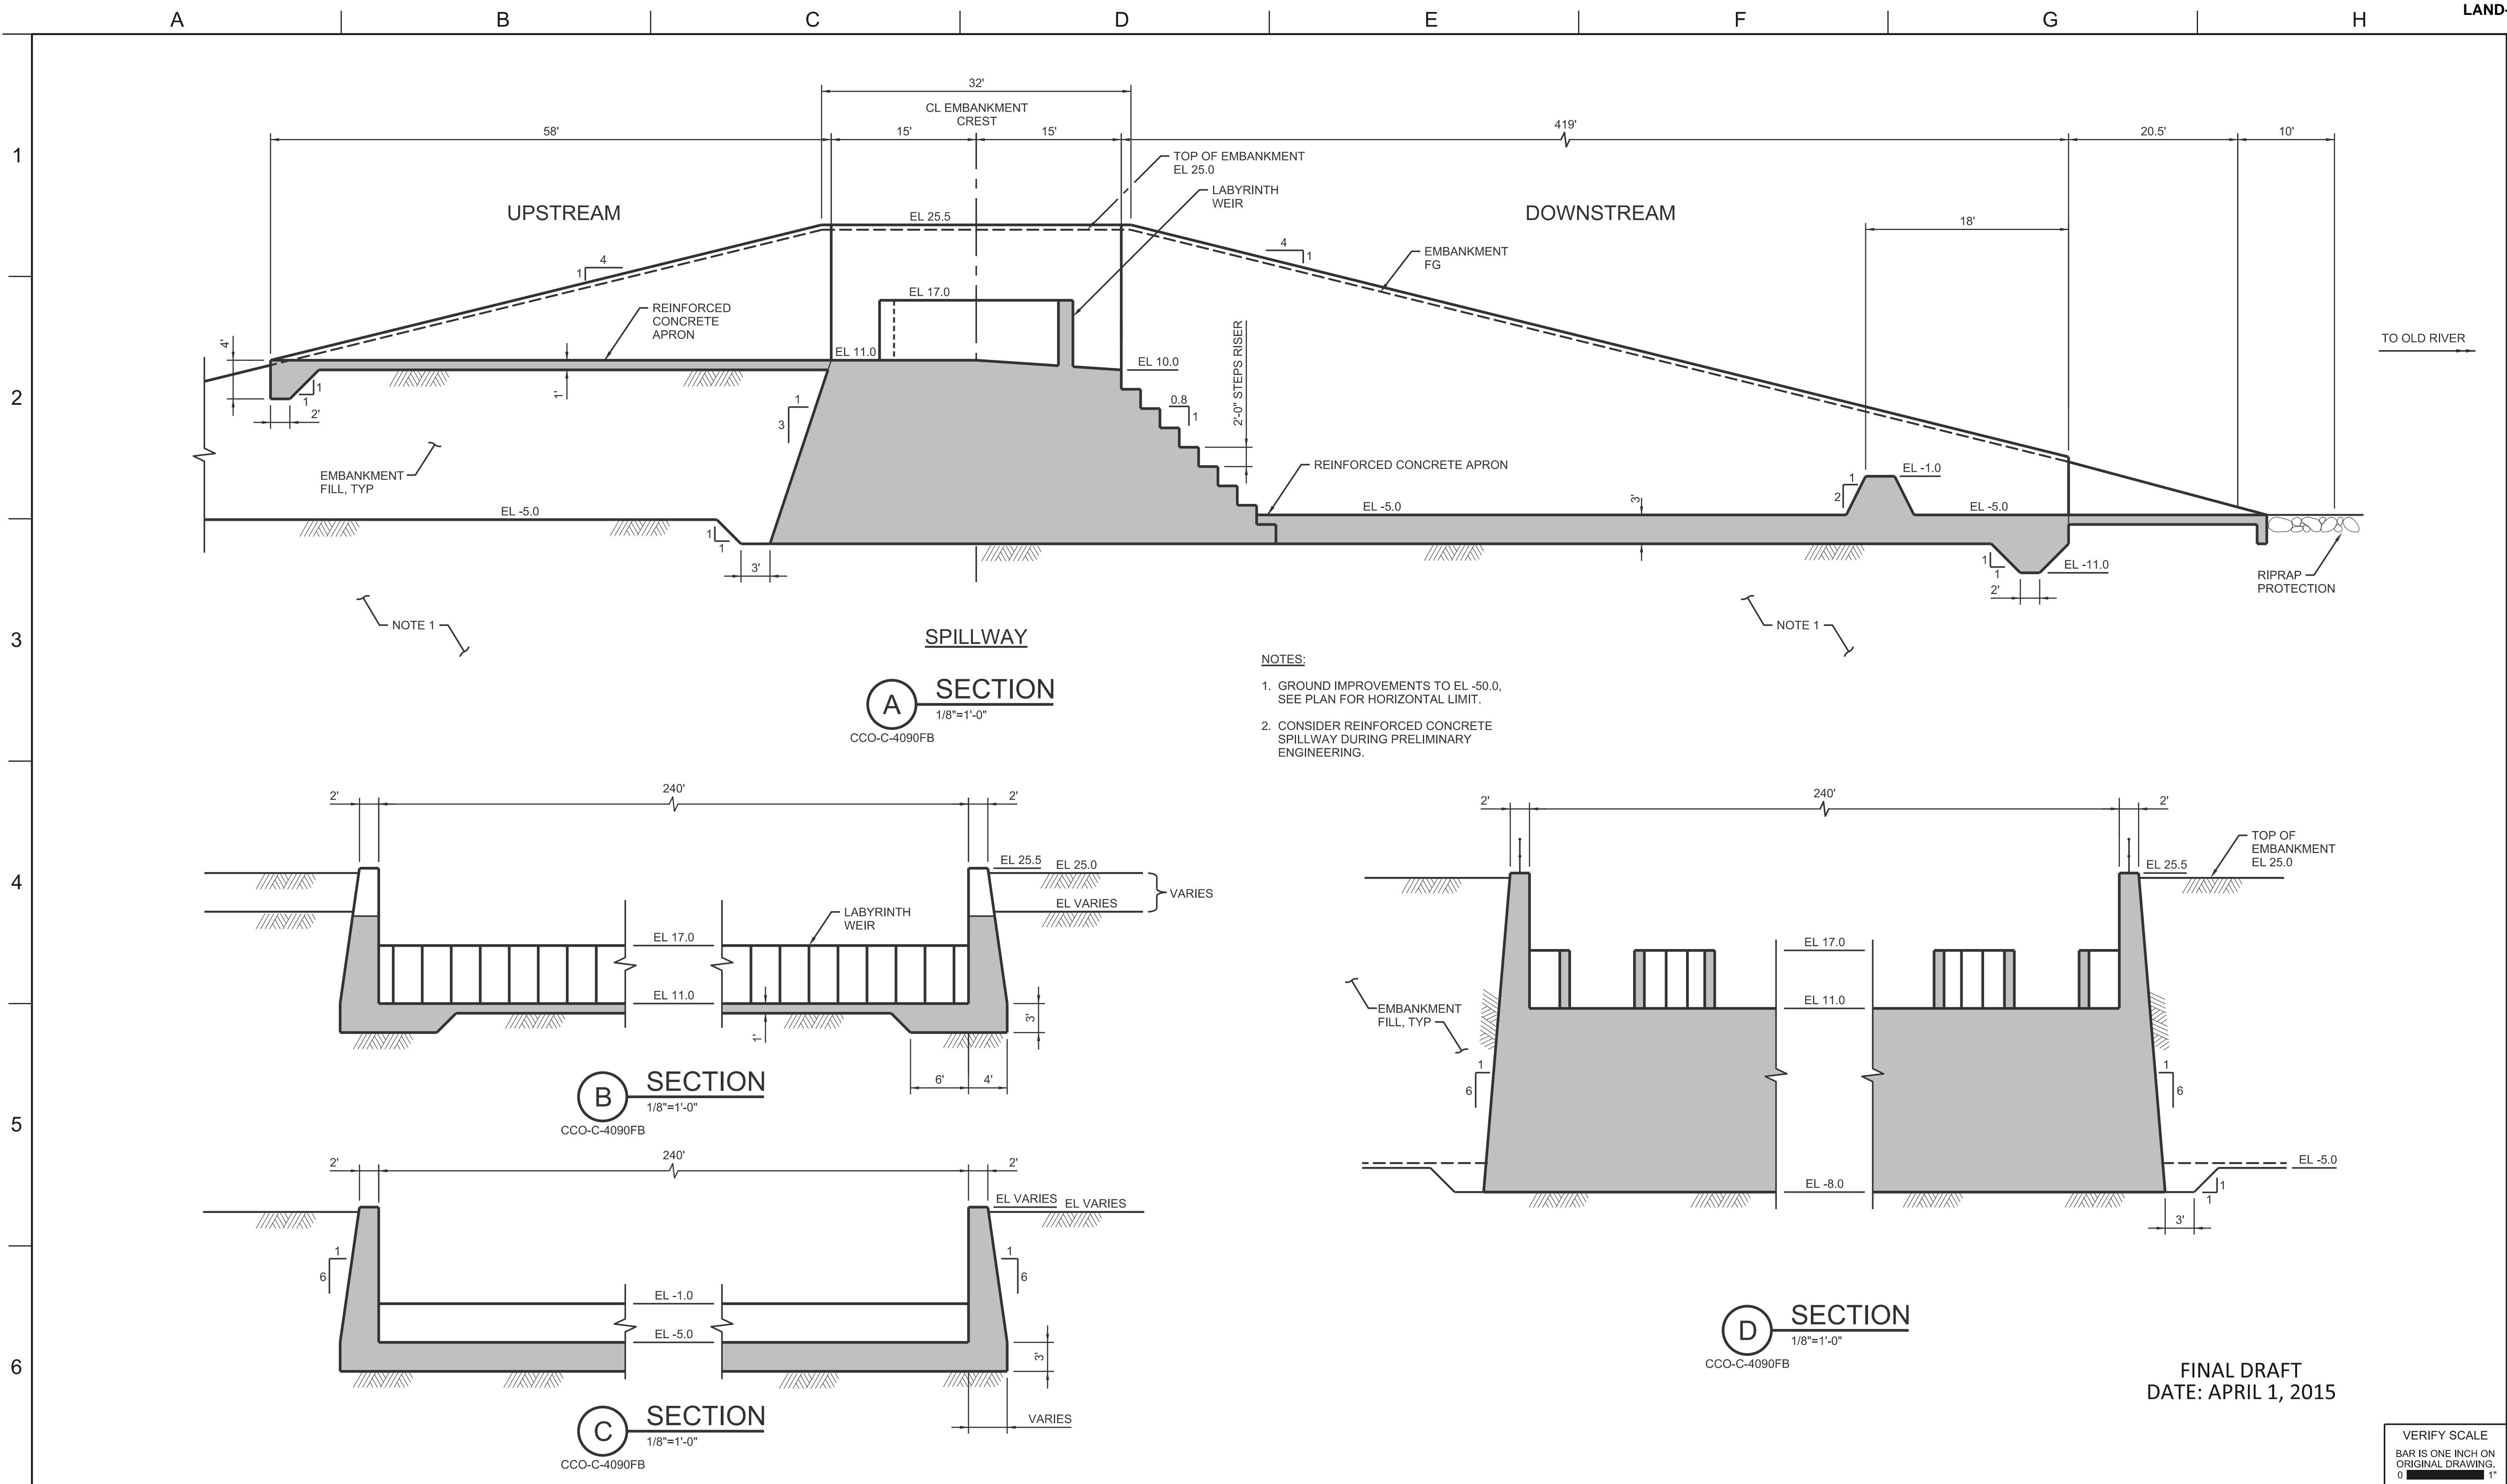 A B C D E F G H
LAND-
1
2
3
4
5
6
32'
CL EMBANKMENT
CREST
58'
15'
15'
419'
20.5'
10'
TOP OF EMBANKMENT
EL 25.0
LABYRINTH
WEIR
UPSTREAM
EL 25.5
DOWNSTREAM
18'
4
1
4
1
EMBANKMENT
FG
REINFORCED
CONCRETE
APRON
EL 17.0
2'-0" STEPS RISER
TO OLD RIVER
4'
EL 11.0
EL 10.0
1
1
2'
1'
1
3
0.8
1
EMBANKMENT
FILL, TYP
REINFORCED CONCRETE APRON
1
2
EL -1.0
EL -5.0
EL -5.0
3'
EL -5.0
1
1
3'
1
1
EL -11.0
2'
RIPRAP
PROTECTION
NOTE 1
NOTE 1
SPILLWAY
A
SECTION
1/8"=1'-0"
CCO-C-4090FB
NOTES:
1. GROUND IMPROVEMENTS TO EL -50.0,
SEE PLAN FOR HORIZONTAL LIMIT.
2. CONSIDER REINFORCED CONCRETE
SPILLWAY DURING PRELIMINARY
ENGINEERING.
2'
240'
2'
EL 25.5
EL 25.0
EL VARIES
VARIES
LABYRINTH
WEIR
EL 17.0
EL 11.0
1'
3'
6'
4'
B
SECTION
1/8"=1'-0"
CCO-C-4090FB
2'
240'
2'
EL VARIES
EL VARIES
1
6
1
6
EL -1.0
EL -5.0
3'
VARIES
C
SECTION
1/8"=1'-0"
CCO-C-4090FB
2'
240'
2'
TOP OF
EMBANKMENT
EL 25.0
EL 25.5
EL 17.0
EL 11.0
EMBANKMENT
FILL, TYP
1
6
1
6
EL -5.0
EL -8.0
1
1
3'
D
SECTION
1/8"=1'-0"
CCO-C-4090FB
FINAL DRAFT
DATE: APRIL 1, 2015
VERIFY SCALE
BAR IS ONE INCH ON
ORIGINAL DRAWING.
0 1"